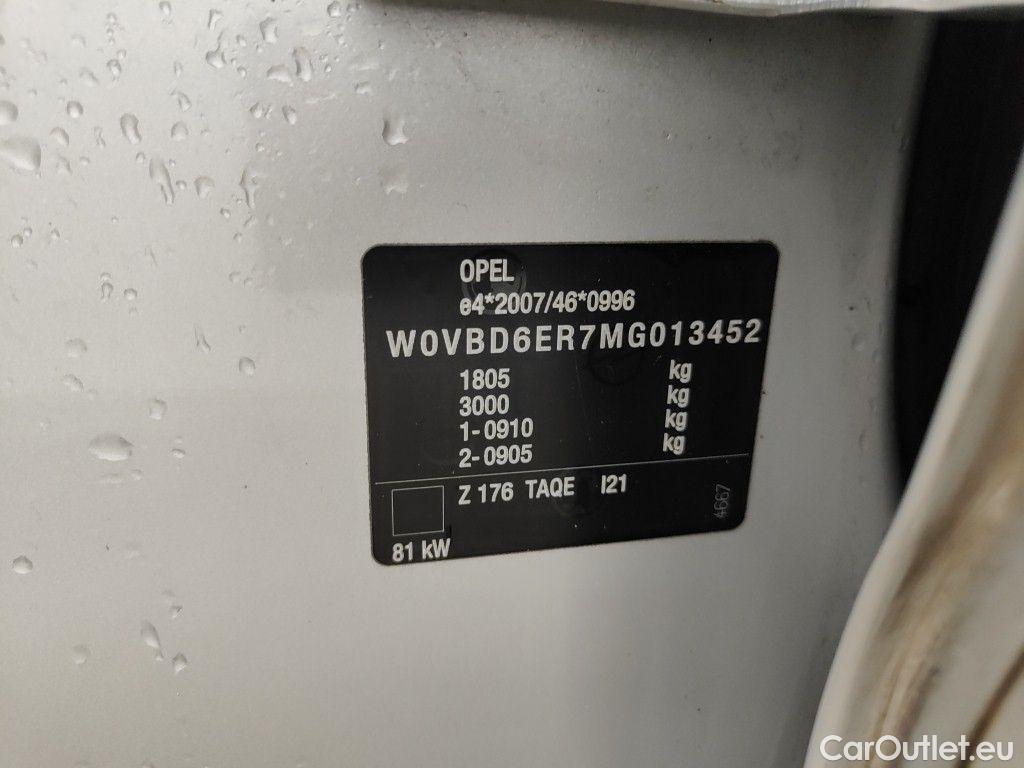 OPEL
e4*2007/46*0996
W0VBD6ER7MG013452
1805 kg
3000 kg
1-0910 kg
2-0905 kg
Z 176 TAQE I21
4667
81 kW
CarOutlet.eu